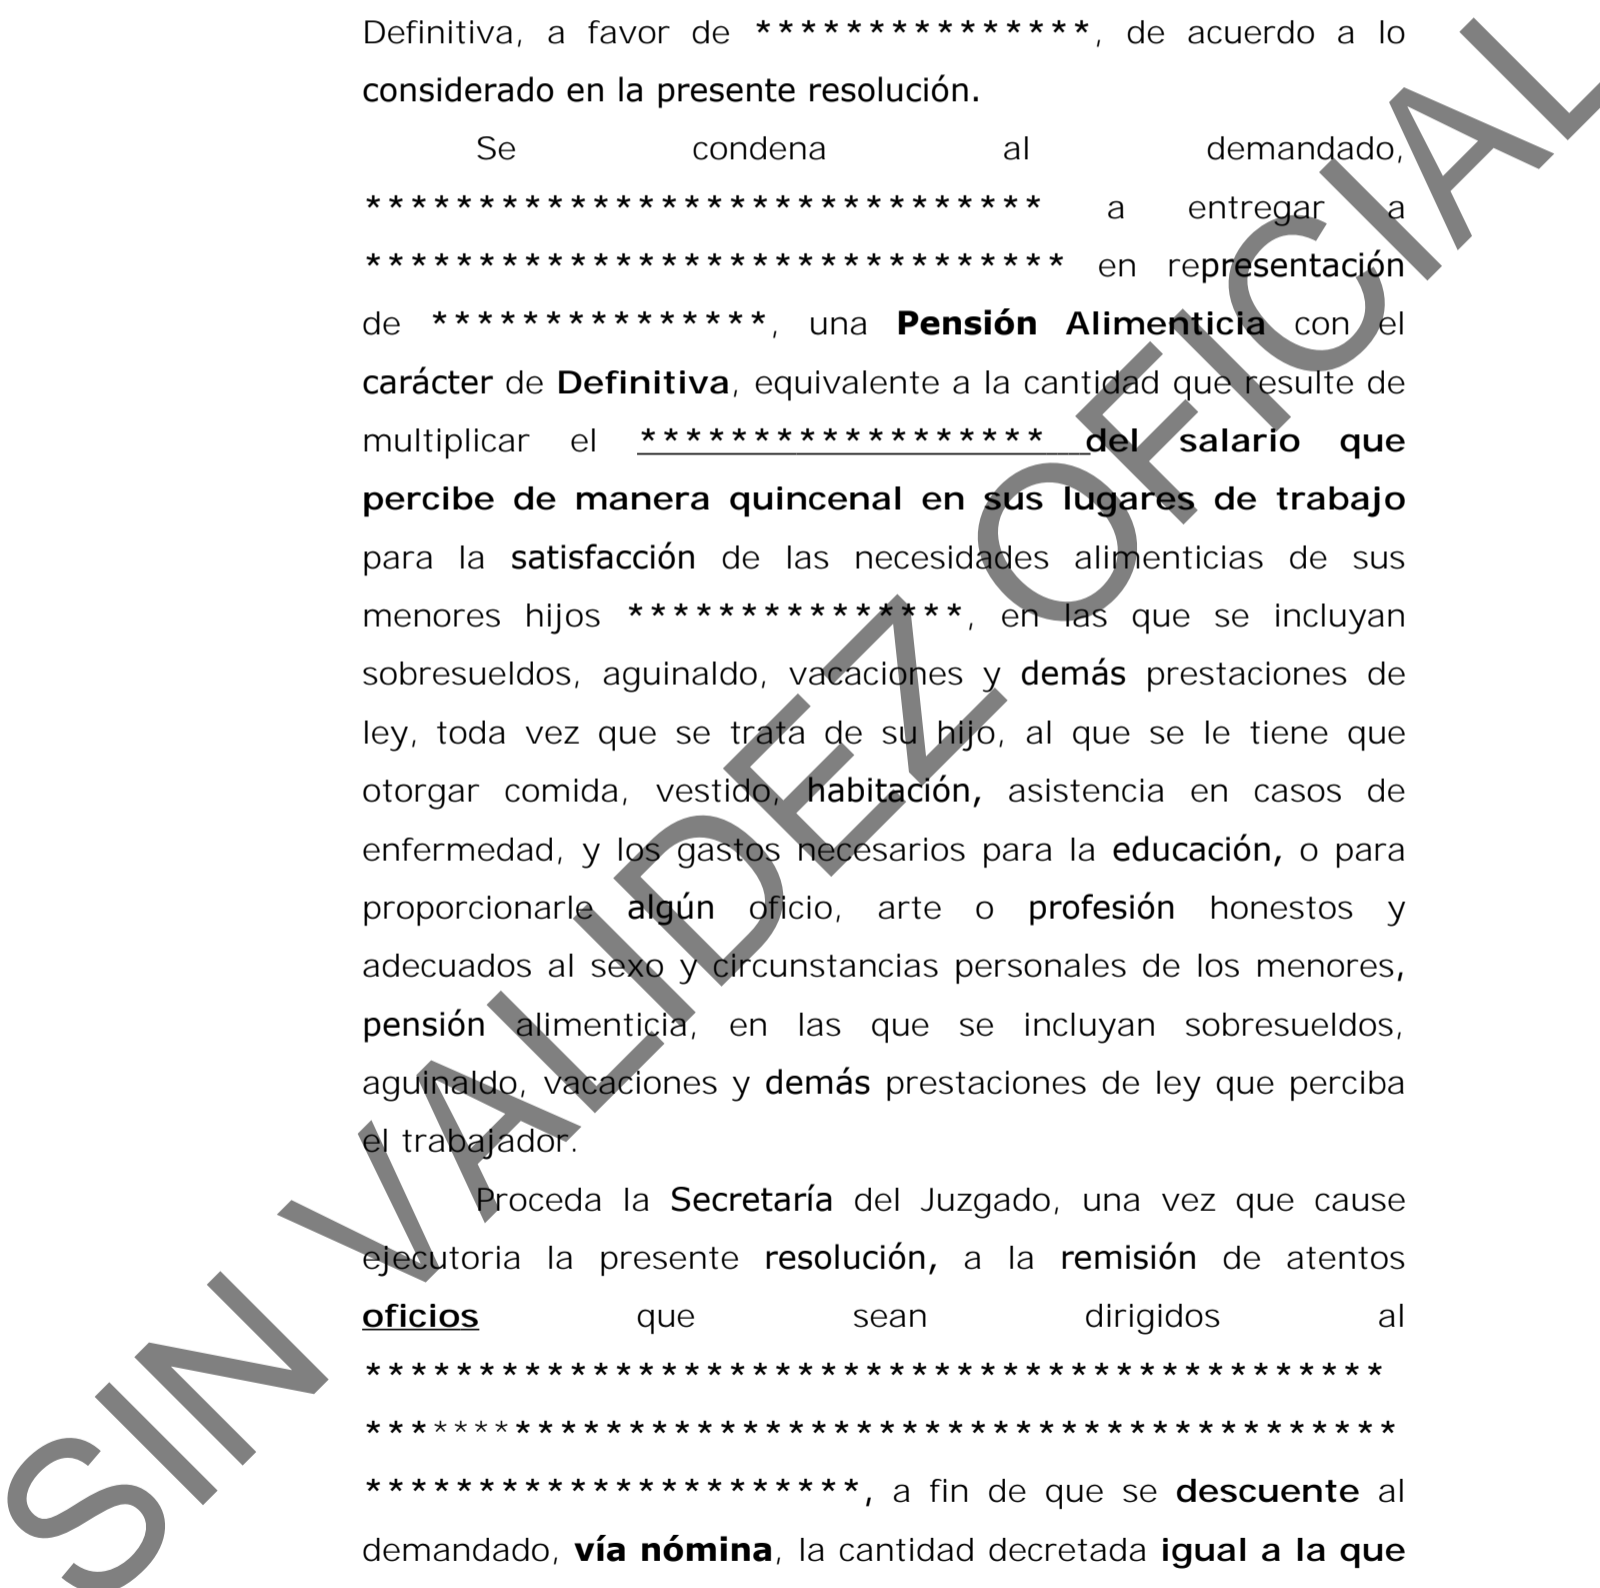 Definitiva, a favor de ***************, de acuerdo a lo
considerado en la presente resolución.
Se condena al demandado,
****************************** a entregar a
******************************* en representación
de ***************, una Pensión Alimenticia con el
carácter de Definitiva, equivalente a la cantidad que resulte de
multiplicar el ****************** del salario que
percibe de manera quincenal en sus lugares de trabajo
para la satisfacción de las necesidades alimenticias de sus
menores hijos ***************, en las que se incluyan
sobresueldos, aguinaldo, vacaciones y demás prestaciones de
ley, toda vez que se trata de su hijo, al que se le tiene que
otorgar comida, vestido, habitación, asistencia en casos de
enfermedad, y los gastos necesarios para la educación, o para
proporcionarle algún oficio, arte o profesión honestos y
adecuados al sexo y circunstancias personales de los menores,
pensión alimenticia, en las que se incluyan sobresueldos,
aguinaldo, vacaciones y demás prestaciones de ley que perciba
el trabajador.
Proceda la Secretaría del Juzgado, una vez que cause
ejecutoria la presente resolución, a la remisión de atentos
oficios que sean dirigidos al
*********************************************
**********************************************
**********************, a fin de que se descuente al
demandado, vía nómina, la cantidad decretada igual a la que
SIN VALIDEZ OFICIAL